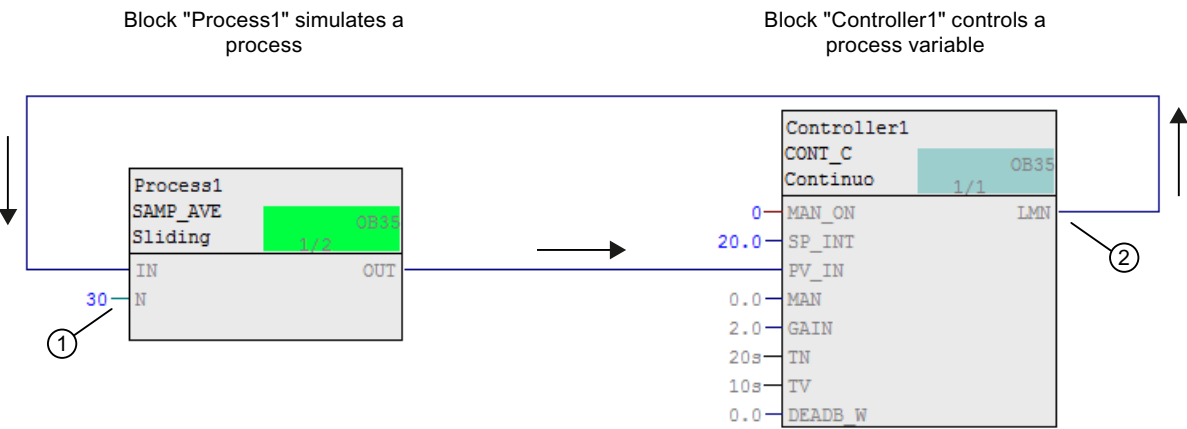 Block "Process1" simulates a
process
Block "Controller1" controls a
process variable
Process1
SAMP_AVE
Sliding
OB35
1/2
IN
OUT
30
N
1
Controller1
CONT_C
Continuo
OB35
1/1
0
MAN_ON
LMN
20.0
SP_INT
PV_IN
0.0
MAN
2.0
GAIN
20s
TN
10s
TV
0.0
DEADB_W
2